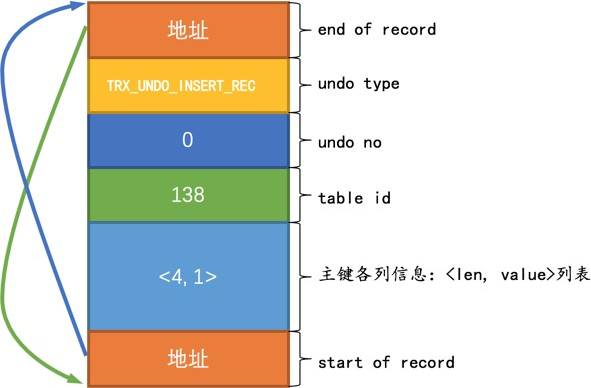 地址 end of record
TRX_UNDO_INSERT_REC undo type
0 undo no
138 table id
<4, 1> 主键各列信息：<len, value>列表
地址 start of record